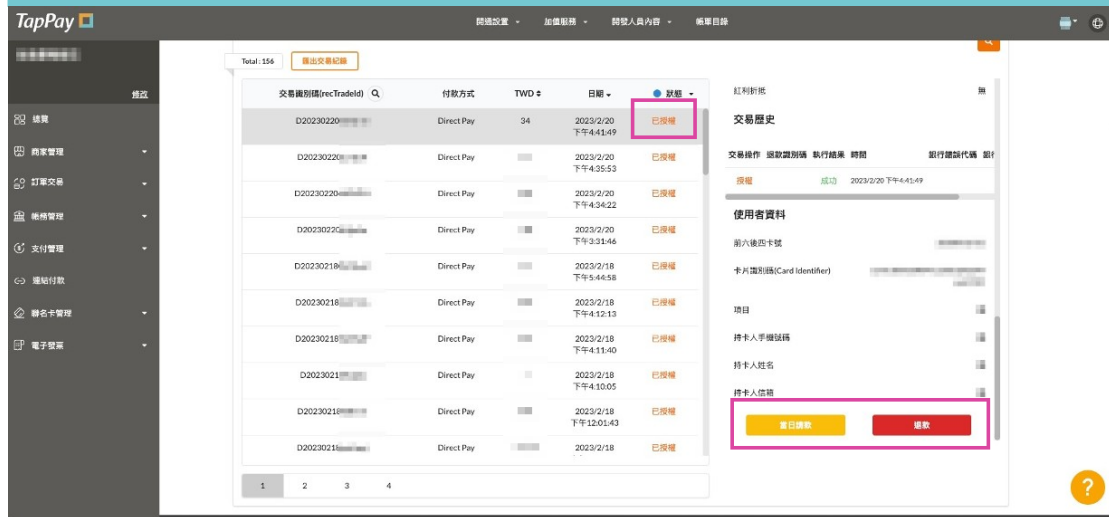 TapPay
開通設置
加值服務
開發人員內容
帳單目錄
修改
總覽
商家管理
訂單交易
帳務管理
支付管理
連結付款
聯名卡管理
電子發票
Total : 156
匯出交易紀錄
交易識別碼(recTradeId) 付款方式 TWD 日期 狀態
D20230220 Direct Pay 34 2023/2/20 已授權
下午4:41:49
D20230220 Direct Pay 2023/2/20 已授權
下午4:35:53
D20230220 Direct Pay 2023/2/20 已授權
下午4:34:22
D20230220 Direct Pay 2023/2/20 已授權
下午3:31:46
D20230218 Direct Pay 2023/2/18 已授權
下午5:44:58
D20230218 Direct Pay 2023/2/18 已授權
下午4:12:13
D20230218 Direct Pay 2023/2/18 已授權
下午4:11:40
D2023021 Direct Pay 2023/2/18 已授權
下午4:10:05
D20230218 Direct Pay 2023/2/18 已授權
下午12:01:43
D20230218 Direct Pay 2023/2/18 已授權
1 2 3 4
紅利折抵 無
交易歷史
交易操作 退款識別碼 執行結果 時間 銀行錯誤代碼
授權 成功 2023/2/20 下午4:41:49
使用者資料
前六後四卡號
卡片識別碼(Card Identifier)
項目
持卡人手機號碼
持卡人姓名
持卡人信箱
當日請款
退款
?